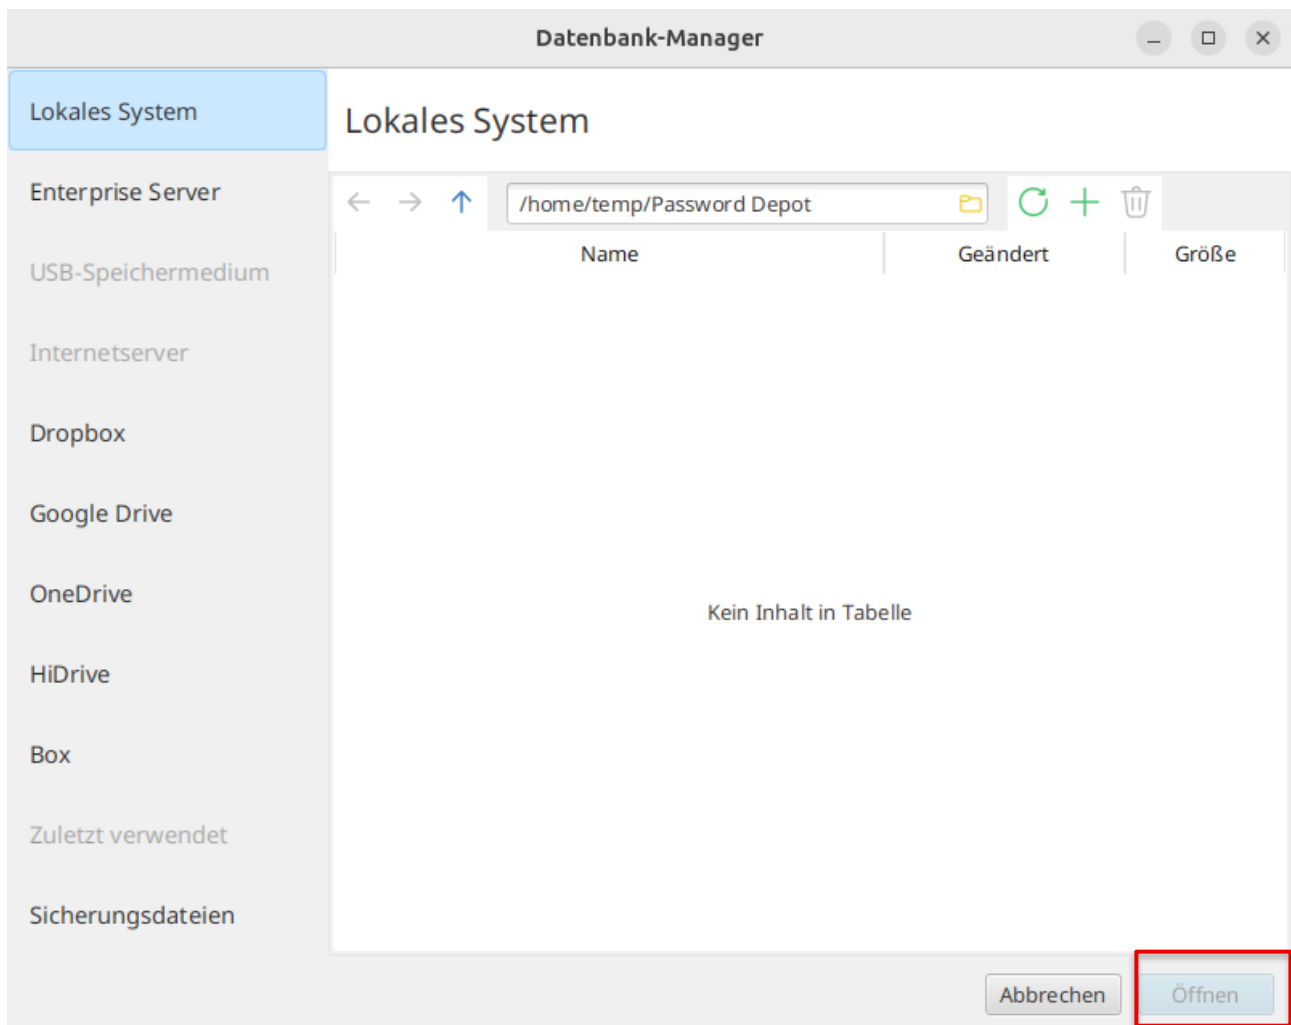 Datenbank-Manager
Lokales System
Enterprise Server
USB-Speichermedium
Internetserver
Dropbox
Google Drive
OneDrive
HiDrive
Box
Zuletzt verwendet
Sicherungsdateien
Lokales System
/home/temp/Password Depot
Name Geändert Größe
Kein Inhalt in Tabelle
Abbrechen Öffnen